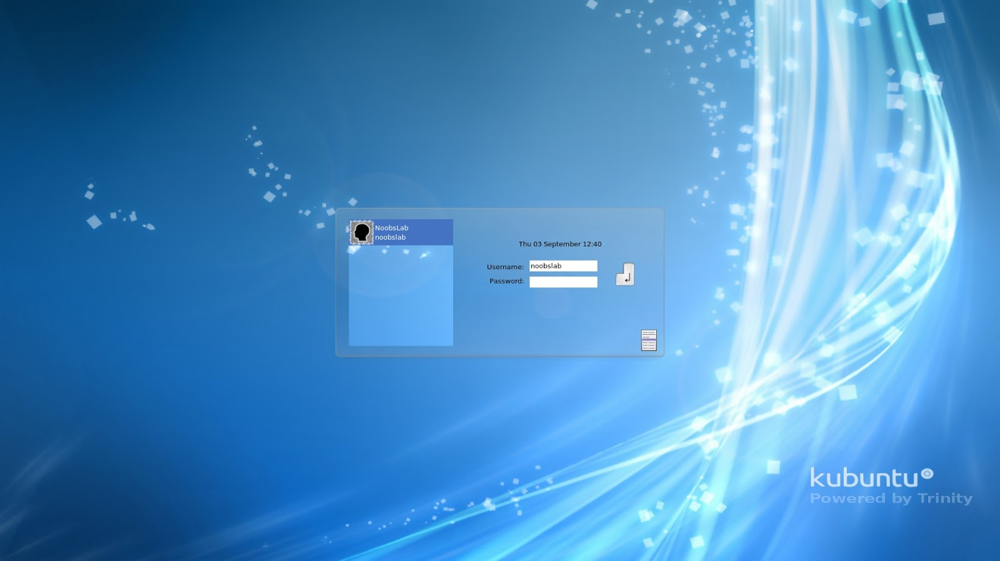 NoobsLab
noobslab
Thu 03 September 12:40
Username: noobslab
Password:
kubuntu
Powered by Trinity